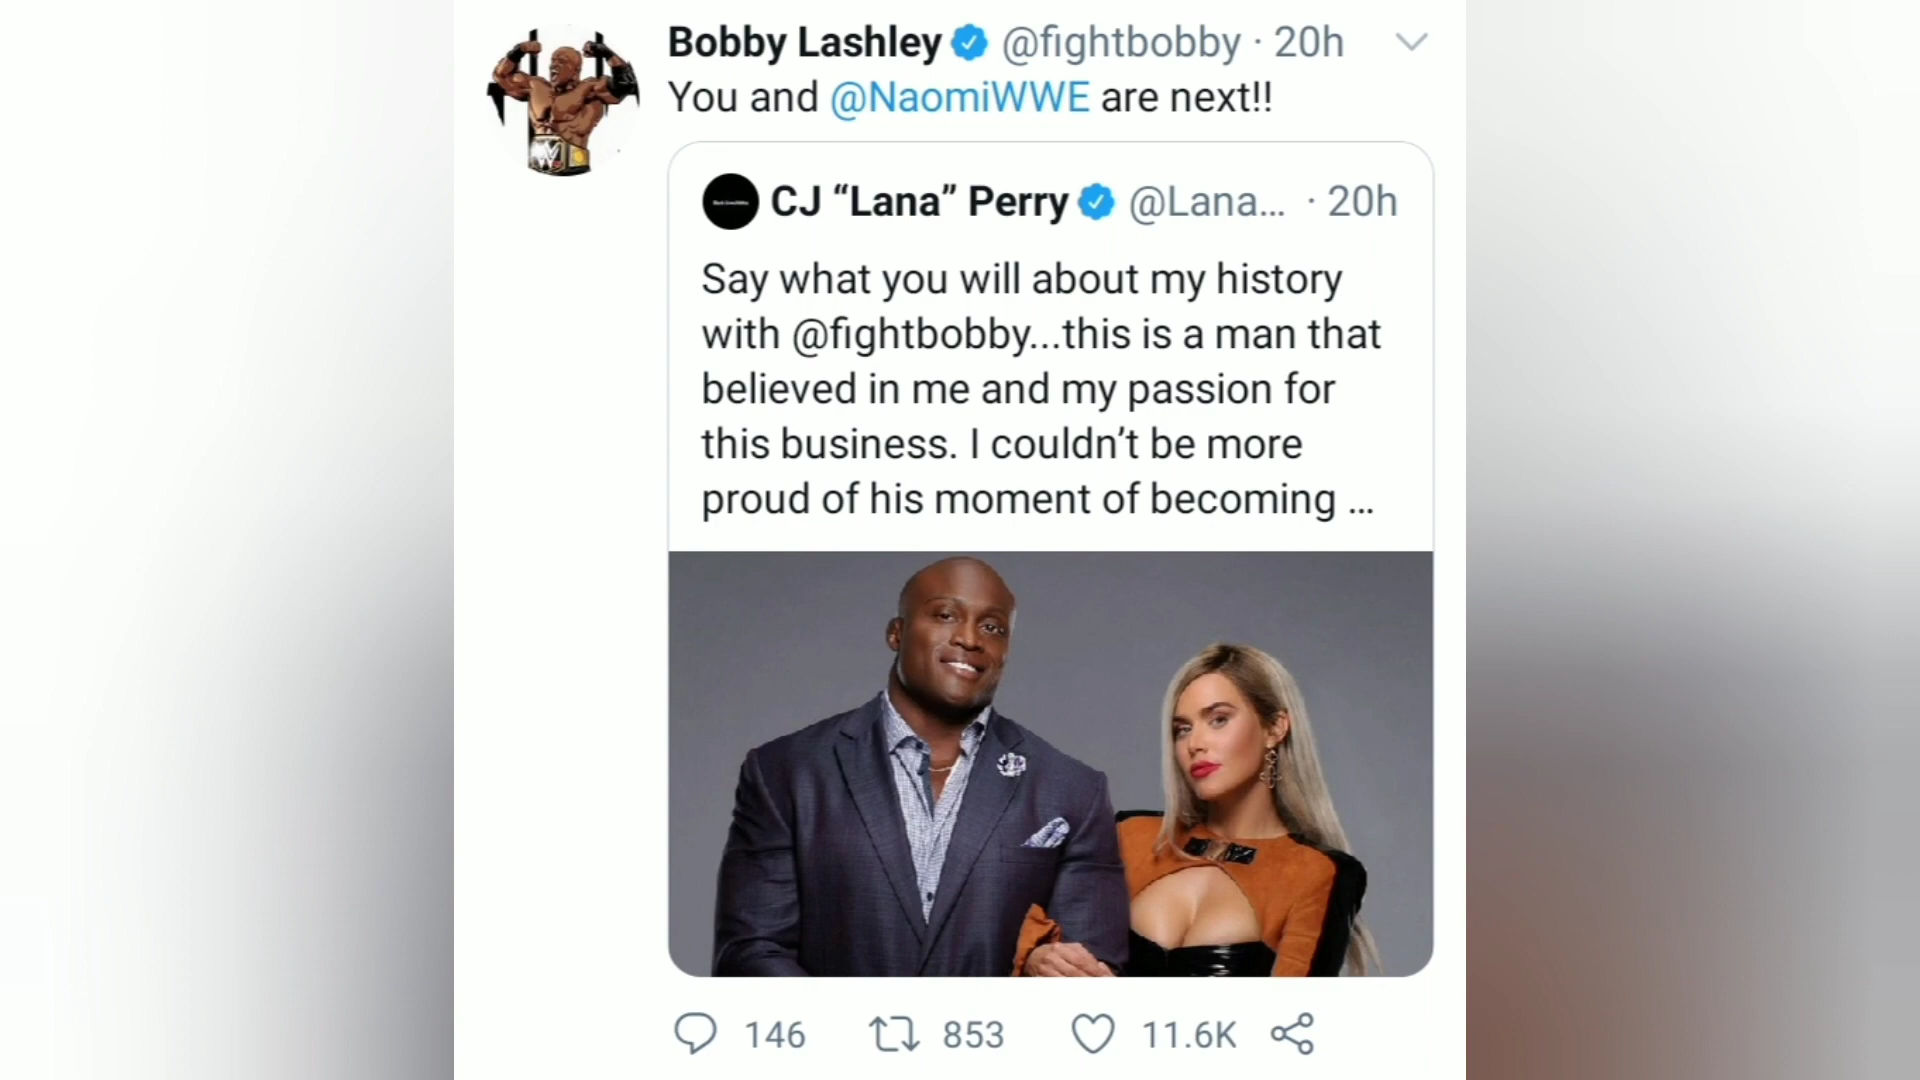 Bobby Lashley @fightbobby · 20h
You and @NaomiWWE are next!!
CJ “Lana” Perry @Lana... · 20h
Say what you will about my history
with @fightbobby...this is a man that
believed in me and my passion for
this business. I couldn’t be more
proud of his moment of becoming ...
146 853 11.6K